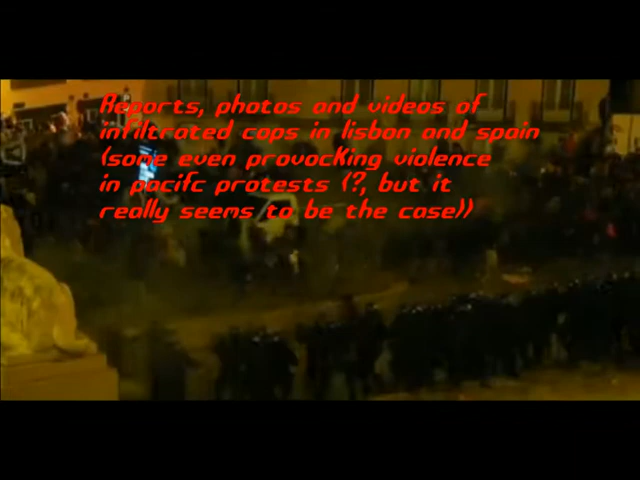 Reports, photos and videos of
infiltrated cops in lisbon and spain
(some even provocking violence
in pacifc protests (?, but it
really seems to be the case))